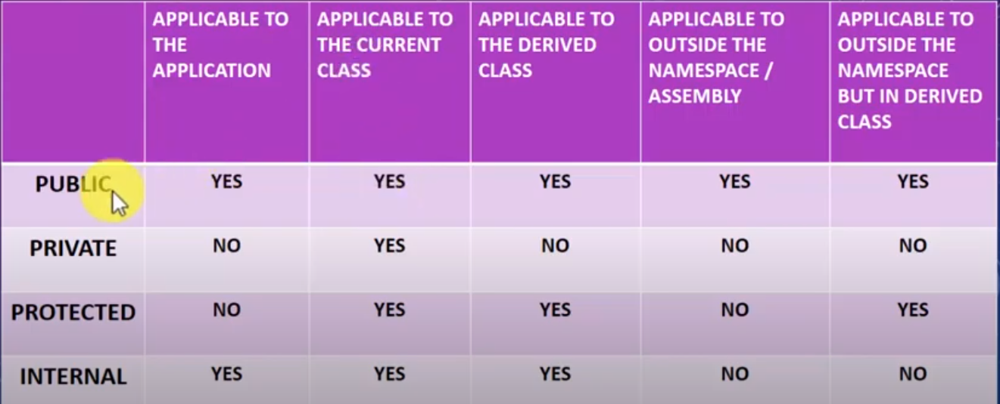 APPLICABLE TO THE APPLICATION
APPLICABLE TO THE CURRENT CLASS
APPLICABLE TO THE DERIVED CLASS
APPLICABLE TO OUTSIDE THE NAMESPACE / ASSEMBLY
APPLICABLE TO OUTSIDE THE NAMESPACE BUT IN DERIVED CLASS
PUBLIC YES YES YES YES YES
PRIVATE NO YES NO NO NO
PROTECTED NO YES YES NO YES
INTERNAL YES YES YES NO NO